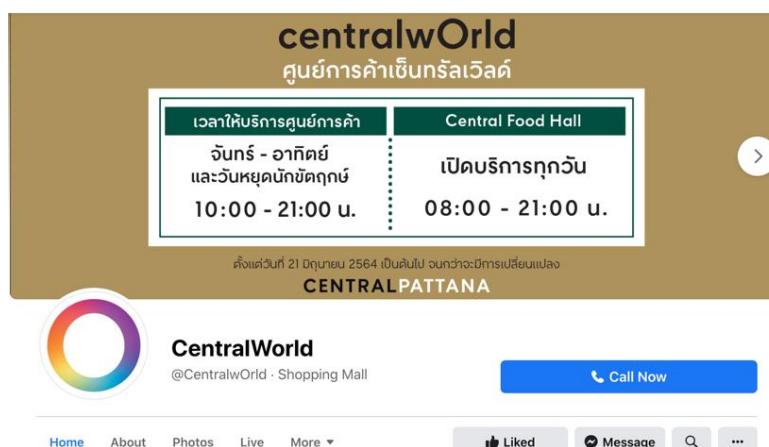 centralwOrld
ศูนย์การค้าเซ็นทรัลเวิลด์
เวลาให้บริการศูนย์การค้า
จันทร์ - อาทิตย์
และวันหยุดนักขัตฤกษ์
10:00 - 21:00 น.
Central Food Hall
เปิดบริการทุกวัน
08:00 - 21:00 น.
ตั้งแต่วันที่ 21 มิถุนายน 2564 เป็นต้นไป จนกว่าจะมีการเปลี่ยนแปลง
CENTRALPATTANA
CentralWorld
@CentralwOrld · Shopping Mall
Call Now
Home About Photos Live More Liked Message